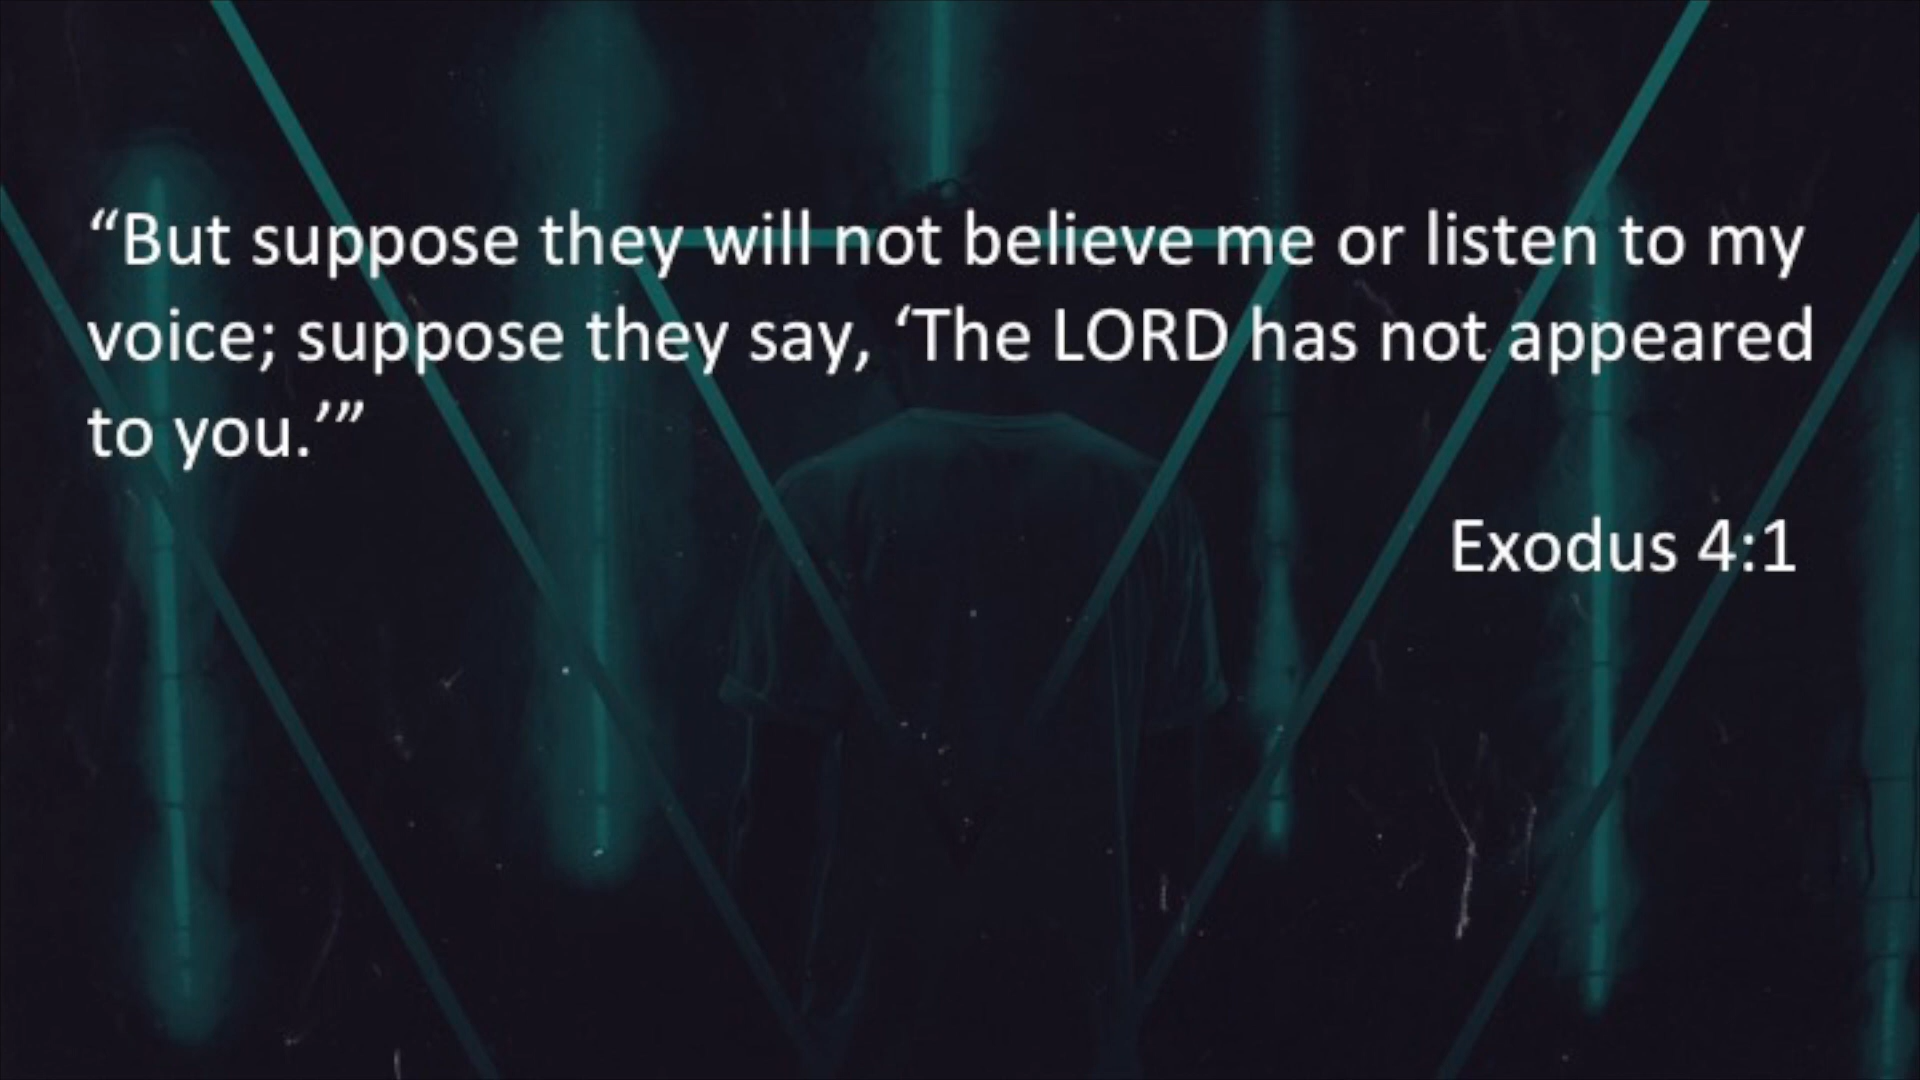 “But suppose they will not believe me or listen to my
voice; suppose they say, ‘The LORD has not appeared
to you.’”
Exodus 4:1